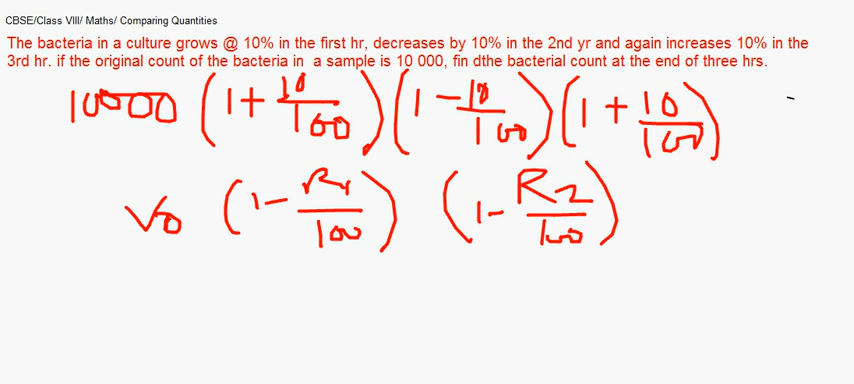 CBSE/Class VIII/ Maths/ Comparing Quantities
The bacteria in a culture grows @ 10% in the first hr, decreases by 10% in the 2nd yr and again increases 10% in the
3rd hr. if the original count of the bacteria in a sample is 10 000, fin dthe bacterial count at the end of three hrs.
10000 (1 + 10/100) (1 - 10/100) (1 + 10/100)
V0 (1 - R1/100) (1 - R2/100)